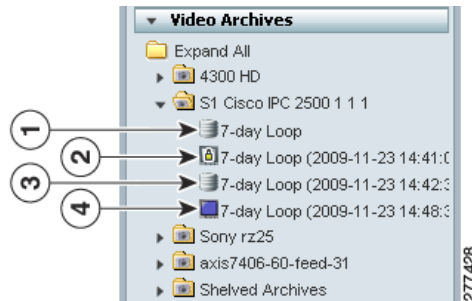 Video Archives
Expand All
4300 HD
S1 Cisco IPC 2500 1 1 1
1
7-day Loop
2
7-day Loop (2009-11-23 14:41:0
3
7-day Loop (2009-11-23 14:42:3
4
7-day Loop (2009-11-23 14:48:3
Sony rz25
axis7406-60-feed-31
Shelved Archives
277428